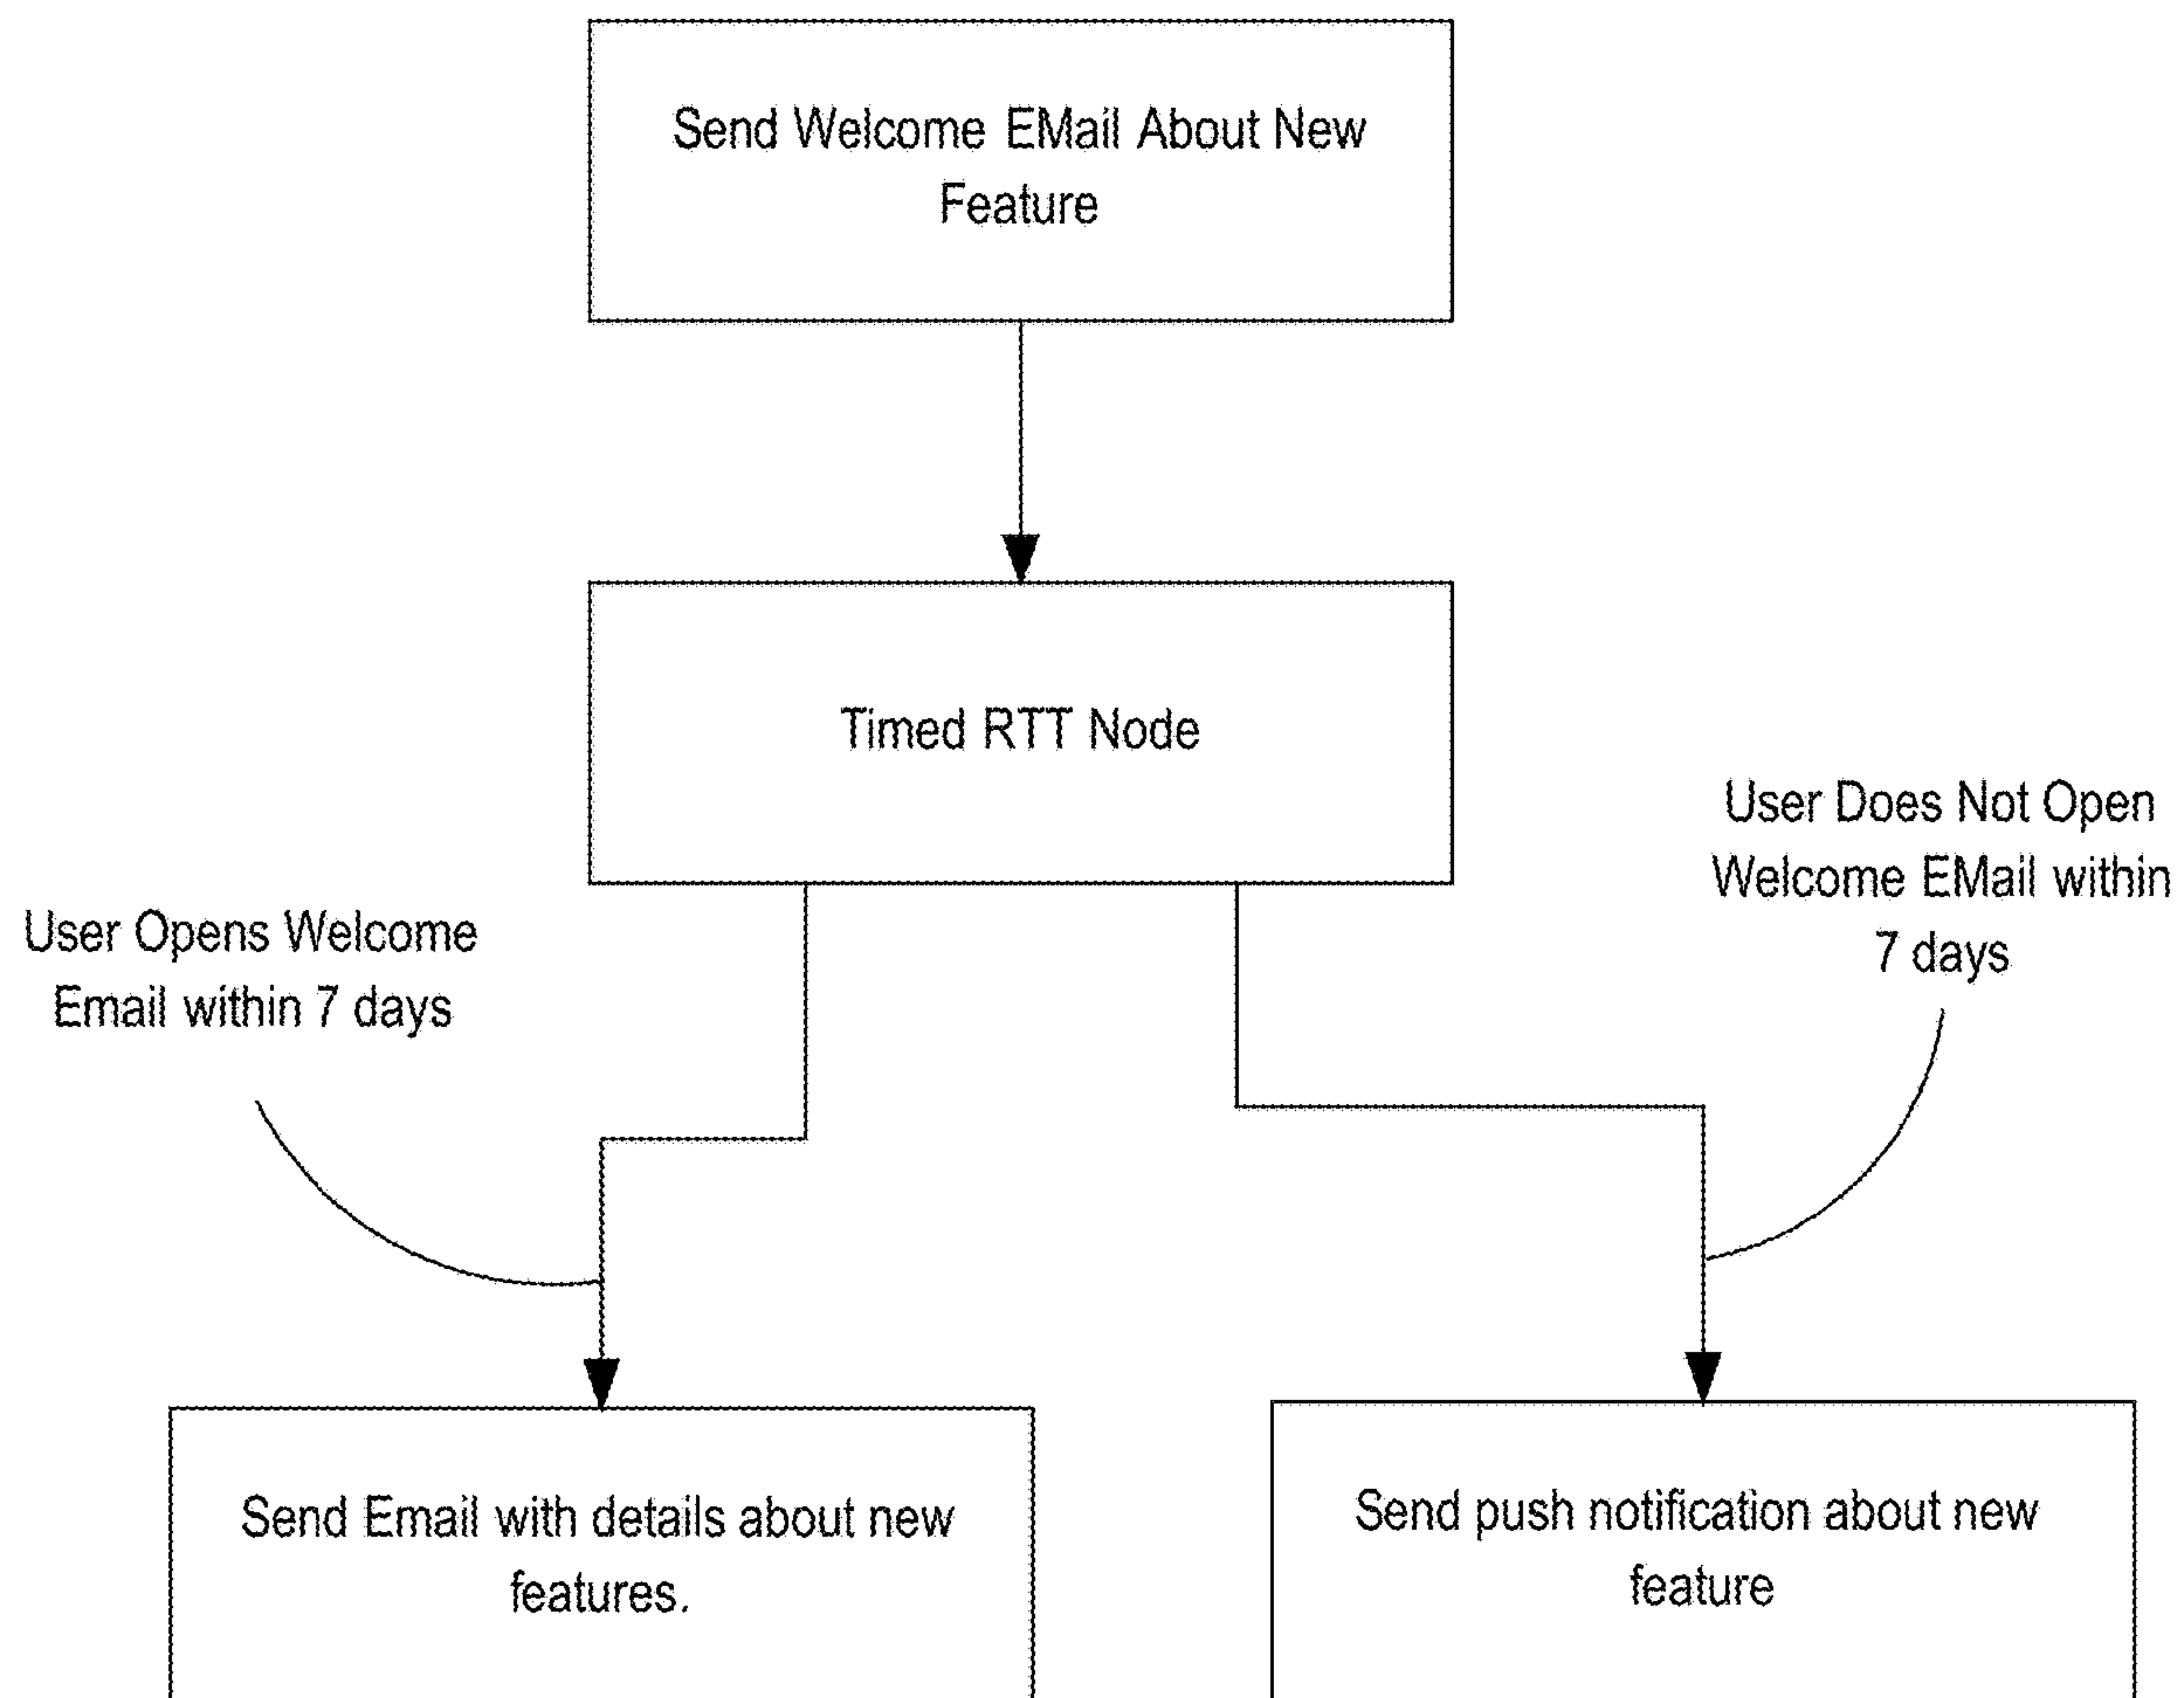 Send Welcome EMail About New
Feature
Timed RTT Node
User Does Not Open
Welcome EMail within
7 days
User Opens Welcome
Email within 7 days
Send Email with details about new
features.
Send push notification about new
feature